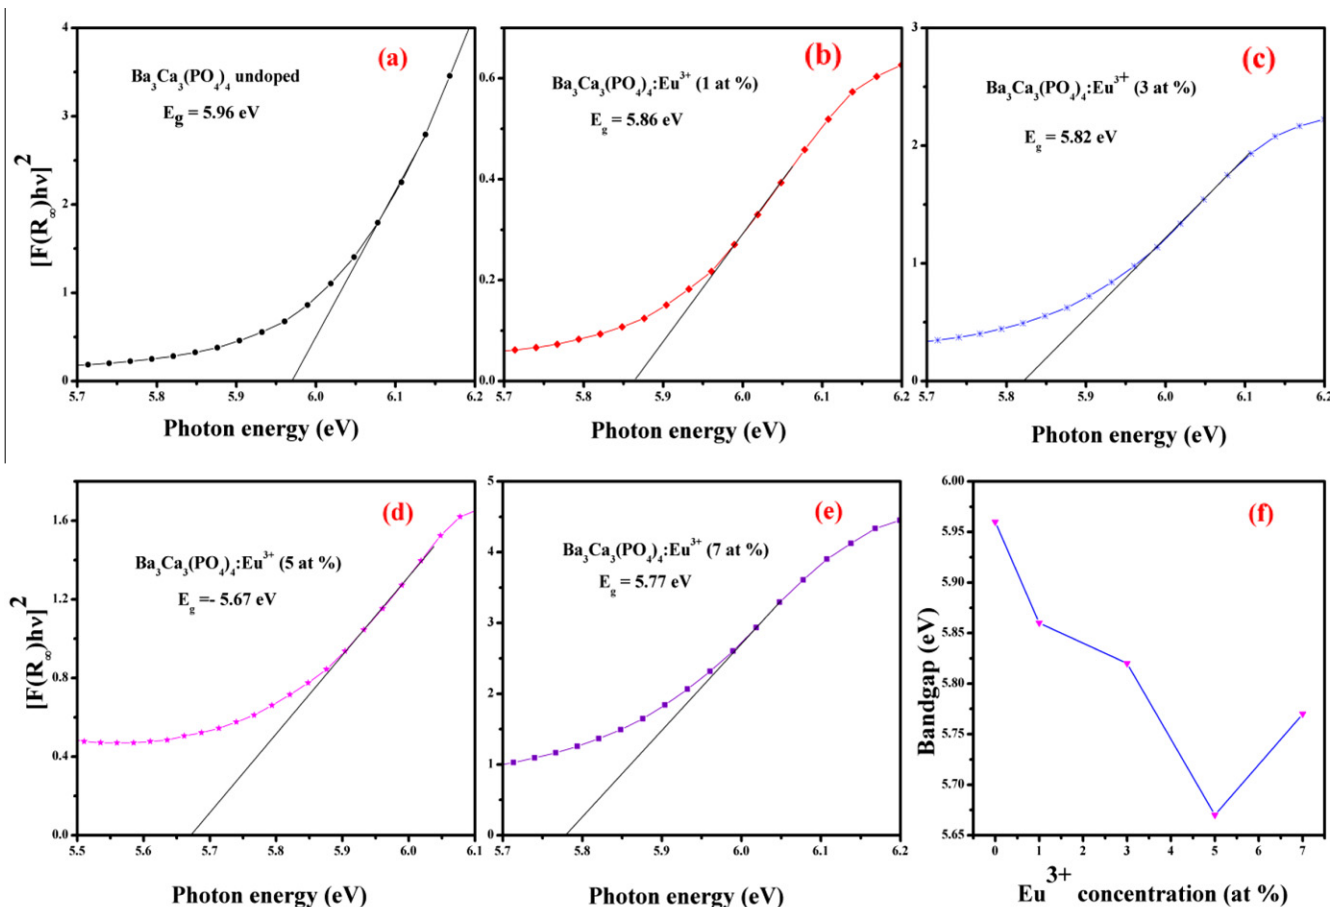 (a)
Ba₃Ca₃(PO₄)₄ undoped
Eg = 5.96 eV
[F(R∞)hν]²
4
3
2
1
0
5.7 5.8 5.9 6.0 6.1 6.2
Photon energy (eV)
(b)
Ba₃Ca₃(PO₄)₄:Eu³⁺ (1 at %)
E_g = 5.86 eV
0.6
0.4
0.2
0.0
5.7 5.8 5.9 6.0 6.1 6.2
Photon energy (eV)
(c)
Ba₃Ca₃(PO₄)₄:Eu³⁺ (3 at %)
E_g = 5.82 eV
3
2
1
0
5.7 5.8 5.9 6.0 6.1 6.2
Photon energy (eV)
(d)
Ba₃Ca₃(PO₄)₄:Eu³⁺ (5 at %)
E_g =- 5.67 eV
[F(R∞)hν]²
1.6
1.2
0.8
0.4
0.0
5.5 5.6 5.7 5.8 5.9 6.0 6.1
Photon energy (eV)
(e)
Ba₃Ca₃(PO₄)₄:Eu³⁺ (7 at %)
E_g = 5.77 eV
5
4
3
2
1
0
5.7 5.8 5.9 6.0 6.1 6.2
Photon energy (eV)
(f)
Bandgap (eV)
6.00
5.95
5.90
5.85
5.80
5.75
5.70
5.65
0 1 2 3 4 5 6 7
Eu³⁺ concentration (at %)